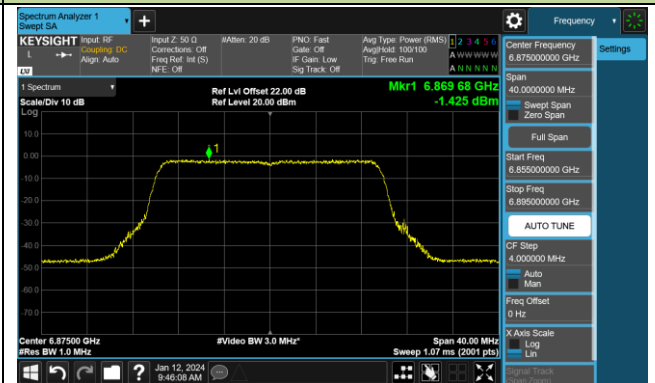 Spectrum Analyzer 1
Swept SA
Frequency
KEYSIGHT
L
Input: RF
Coupling: DC
Align: Auto
Input Z: 50 Ω
Corrections: Off
Freq Ref: Int (S)
NFE: Off
#Atten: 20 dB
PNO: Fast
Gate: Off
IF Gain: Low
Sig Track: Off
Avg Type: Power (RMS)
Avg|Hold: 100/100
Trig: Free Run
1 2 3 4 5 6
A W W W W W
A N N N N N
1 Spectrum
Scale/Div 10 dB
Log
Ref Lvl Offset 22.00 dB
Ref Level 20.00 dBm
Mkr1 6.869 68 GHz
-1.425 dBm
10.0
0.00
1
-10.0
-20.0
-30.0
-40.0
-50.0
-60.0
-70.0
Center 6.87500 GHz
#Res BW 1.0 MHz
#Video BW 3.0 MHz*
Span 40.00 MHz
Sweep 1.07 ms (2001 pts)
Jan 12, 2024
9:46:08 AM
Center Frequency
6.875000000 GHz
Settings
Span
40.0000000 MHz
Swept Span
Zero Span
Full Span
Start Freq
6.855000000 GHz
Stop Freq
6.895000000 GHz
AUTO TUNE
CF Step
4.000000 MHz
Auto
Man
Freq Offset
0 Hz
X Axis Scale
Log
Lin
Signal Track
(Span Zoom)